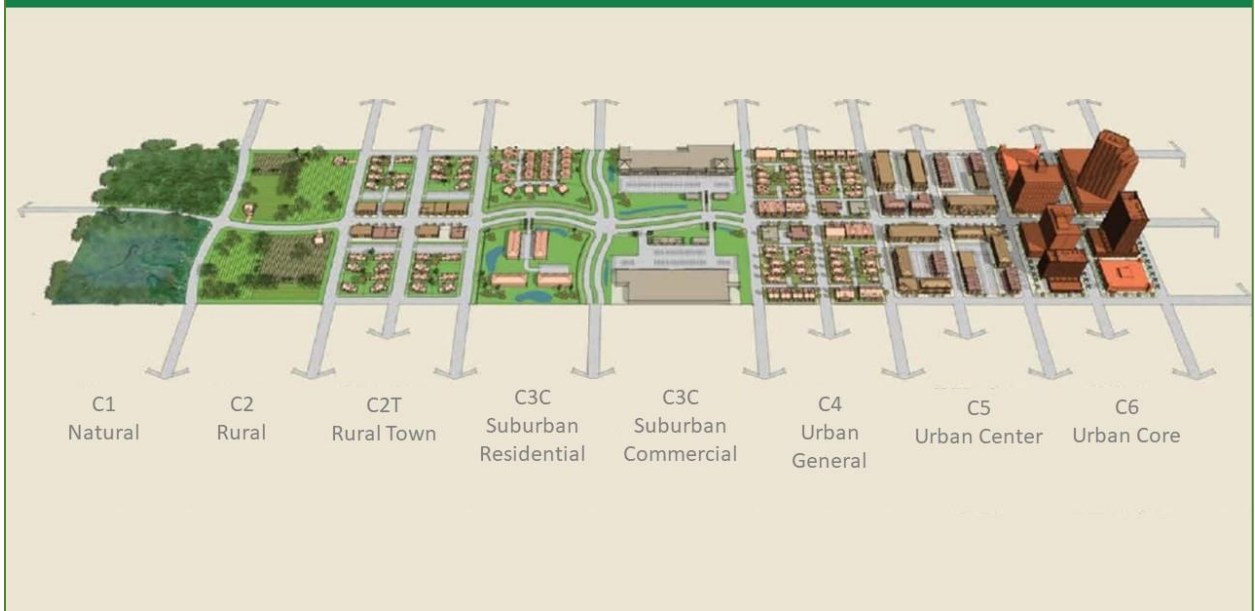 C1
Natural
C2
Rural
C2T
Rural Town
C3C
Suburban
Residential
C3C
Suburban
Commercial
C4
Urban
General
C5
Urban Center
C6
Urban Core